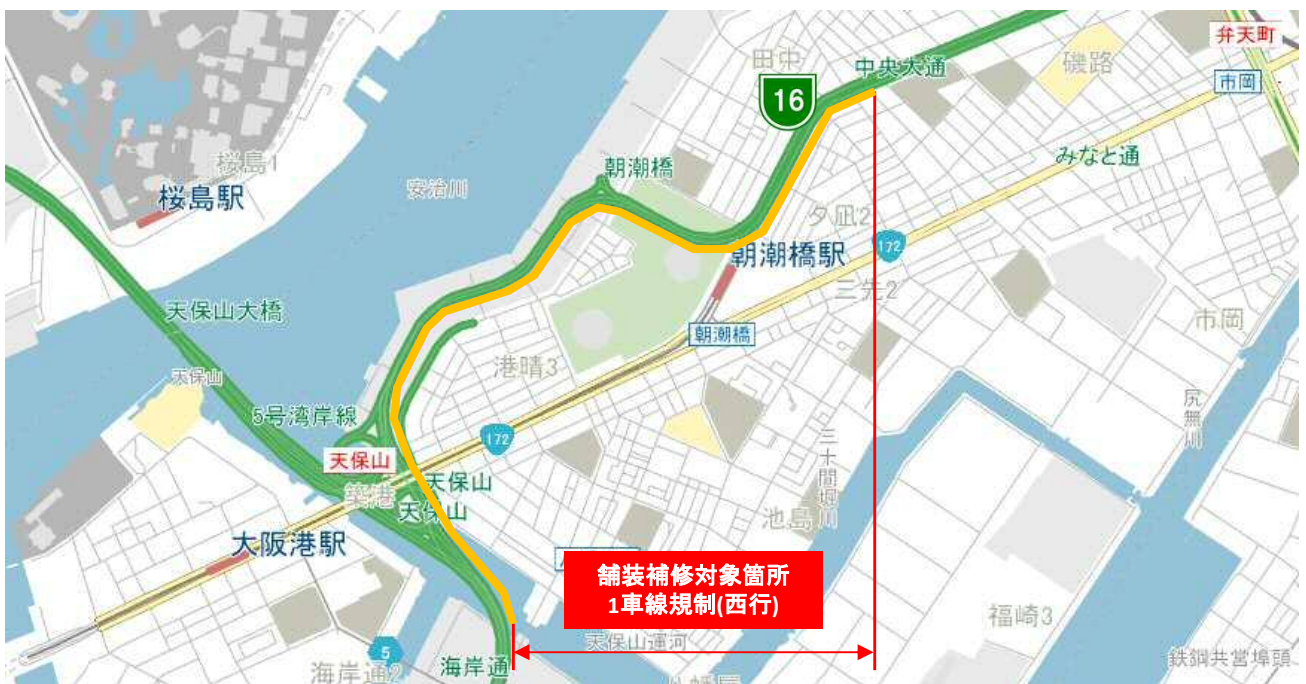 弁天町
田中
中央大通
磯路
市岡
16
みなと通
桜島1
朝潮橋
安治川
桜島駅
夕凪2
172
朝潮橋駅
三先2
天保山大橋
市岡
朝潮橋
港晴3
天保山
尻無川
5号湾岸線
172
三十間堀川
天保山
天保山
築港
天保山
池島
大阪港駅
舗装補修対象箇所
1車線規制(西行)
福崎3
天保山運河
5
海岸通2
海岸通
鉄鋼共営埠頭